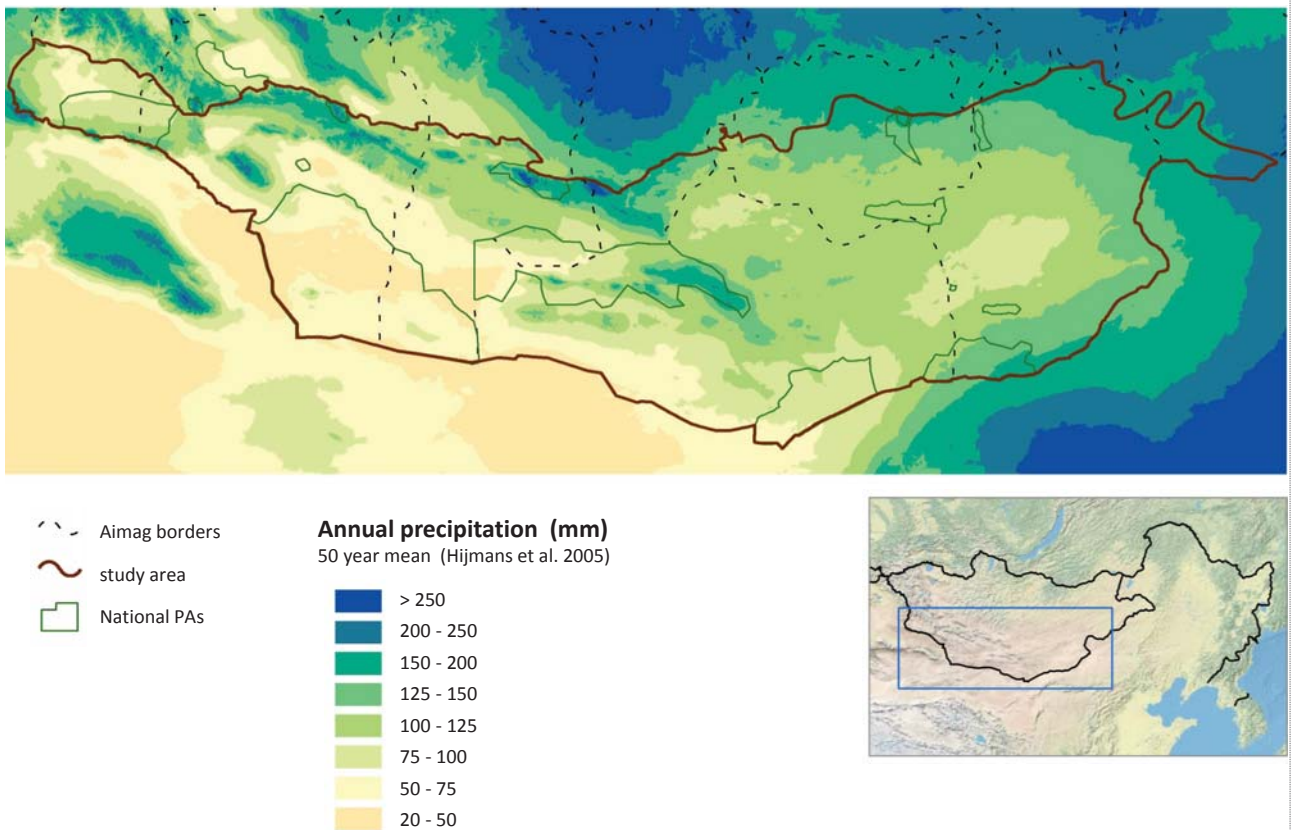 Aimag borders
study area
National PAs
Annual precipitation (mm)
50 year mean (Hijmans et al. 2005)
> 250
200 - 250
150 - 200
125 - 150
100 - 125
75 - 100
50 - 75
20 - 50